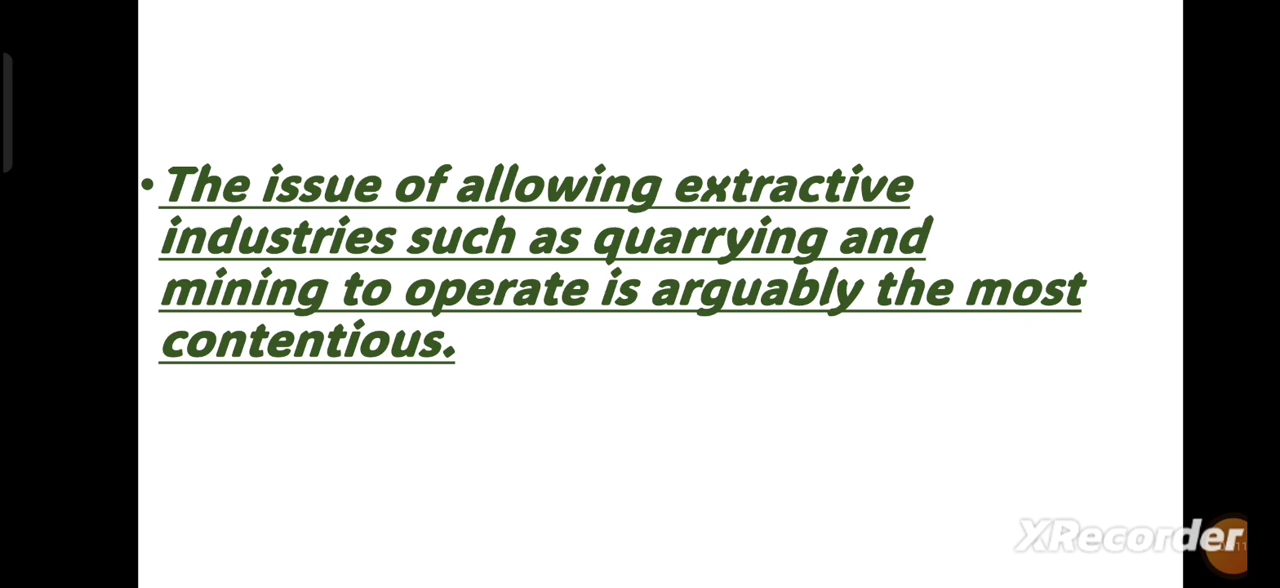 • The issue of allowing extractive
industries such as quarrying and
mining to operate is arguably the most
contentious.
XRecorder